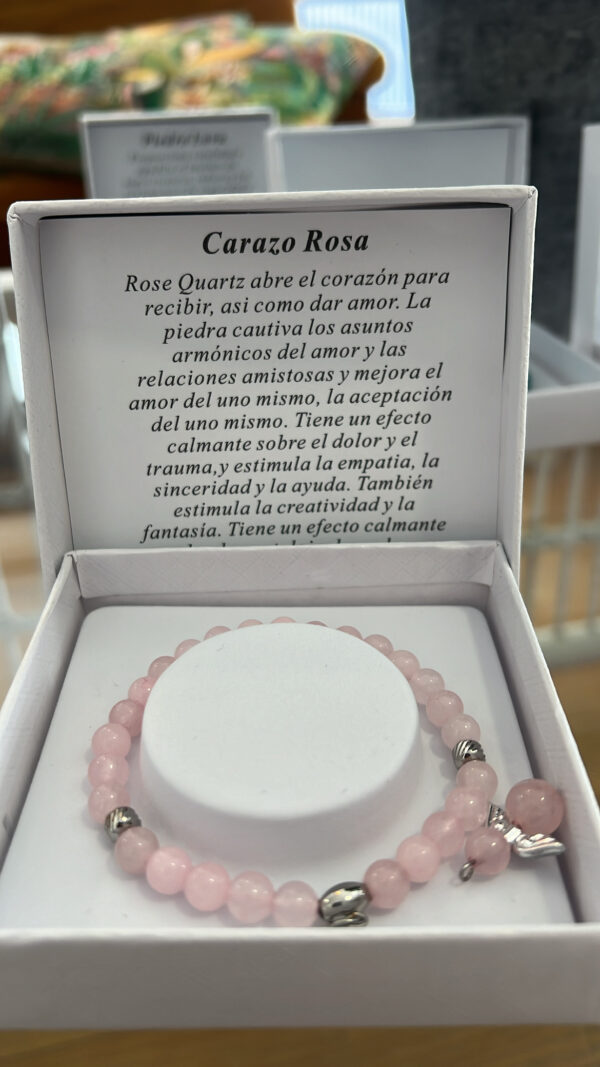 Carazo Rosa
Rose Quartz abre el corazón para
recibir, asi como dar amor. La
piedra cautiva los asuntos
armónicos del amor y las
relaciones amistosas y mejora el
amor del uno mismo, la aceptación
del uno mismo. Tiene un efecto
calmante sobre el dolor y el
trauma,y estimula la empatia, la
sinceridad y la ayuda. También
estimula la creatividad y la
fantasía. Tiene un efecto calmante